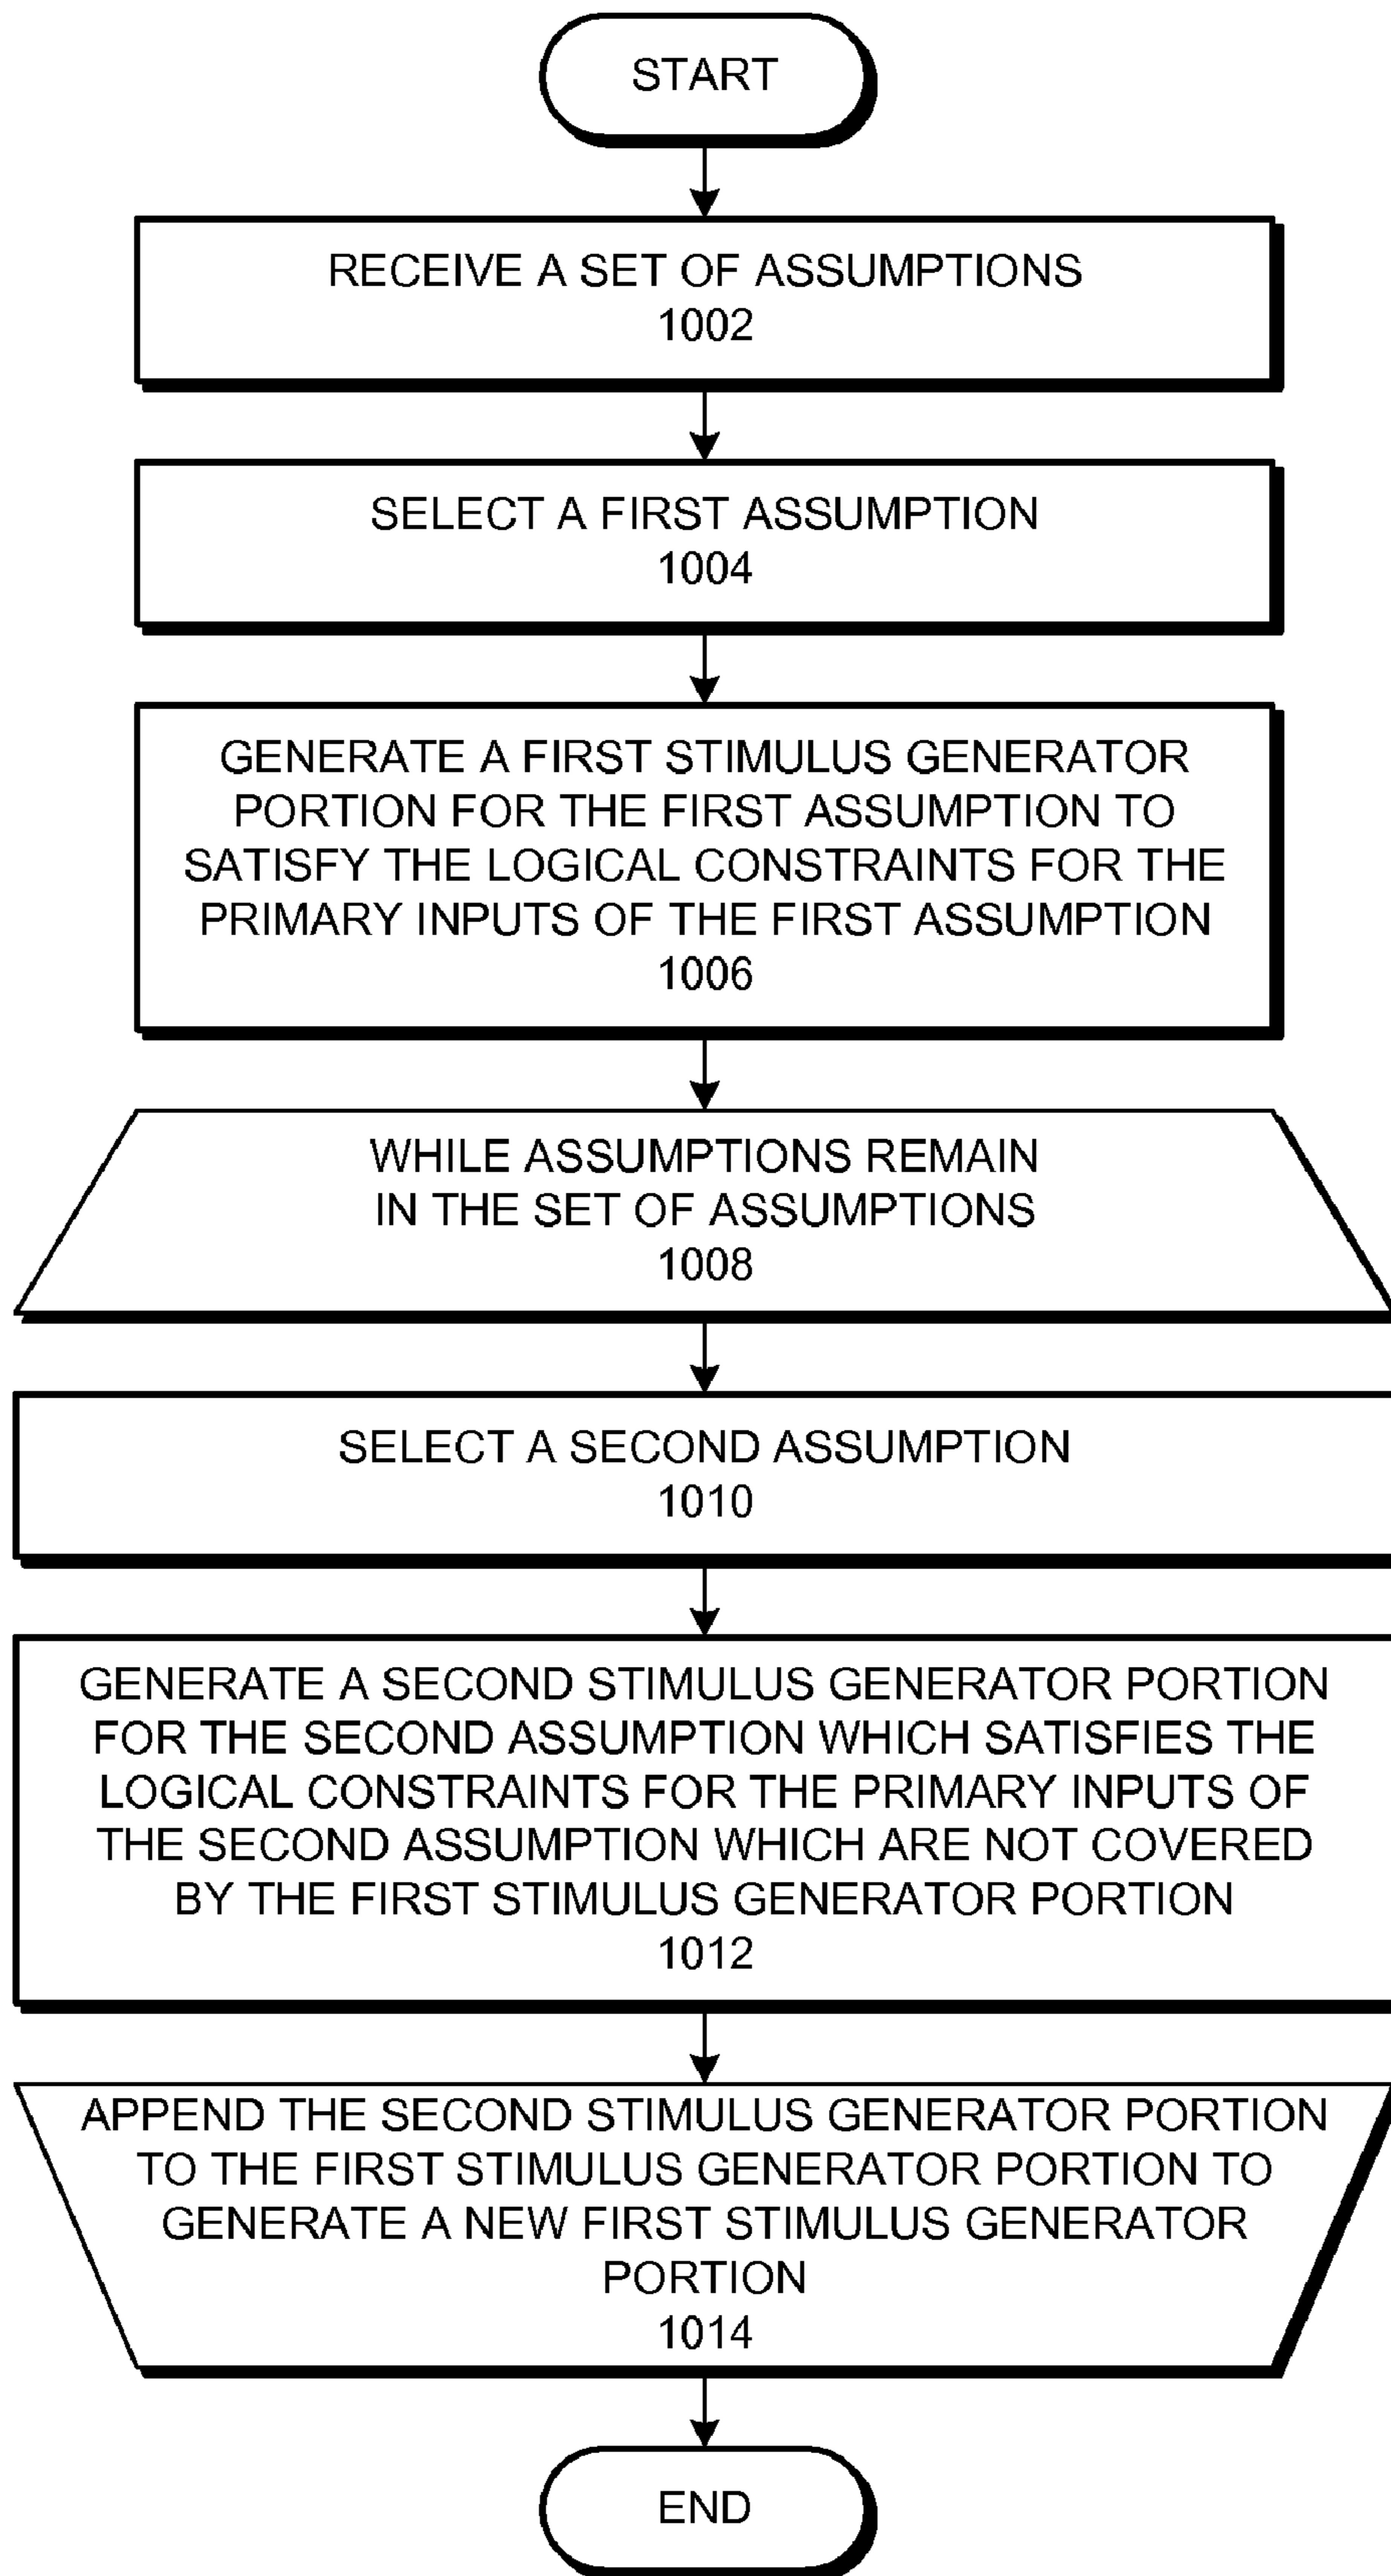 START
RECEIVE A SET OF ASSUMPTIONS
1002
SELECT A FIRST ASSUMPTION
1004
GENERATE A FIRST STIMULUS GENERATOR
PORTION FOR THE FIRST ASSUMPTION TO
SATISFY THE LOGICAL CONSTRAINTS FOR THE
PRIMARY INPUTS OF THE FIRST ASSUMPTION
1006
WHILE ASSUMPTIONS REMAIN
IN THE SET OF ASSUMPTIONS
1008
SELECT A SECOND ASSUMPTION
1010
GENERATE A SECOND STIMULUS GENERATOR PORTION
FOR THE SECOND ASSUMPTION WHICH SATISFIES THE
LOGICAL CONSTRAINTS FOR THE PRIMARY INPUTS OF
THE SECOND ASSUMPTION WHICH ARE NOT COVERED
BY THE FIRST STIMULUS GENERATOR PORTION
1012
APPEND THE SECOND STIMULUS GENERATOR PORTION
TO THE FIRST STIMULUS GENERATOR PORTION TO
GENERATE A NEW FIRST STIMULUS GENERATOR
PORTION
1014
END